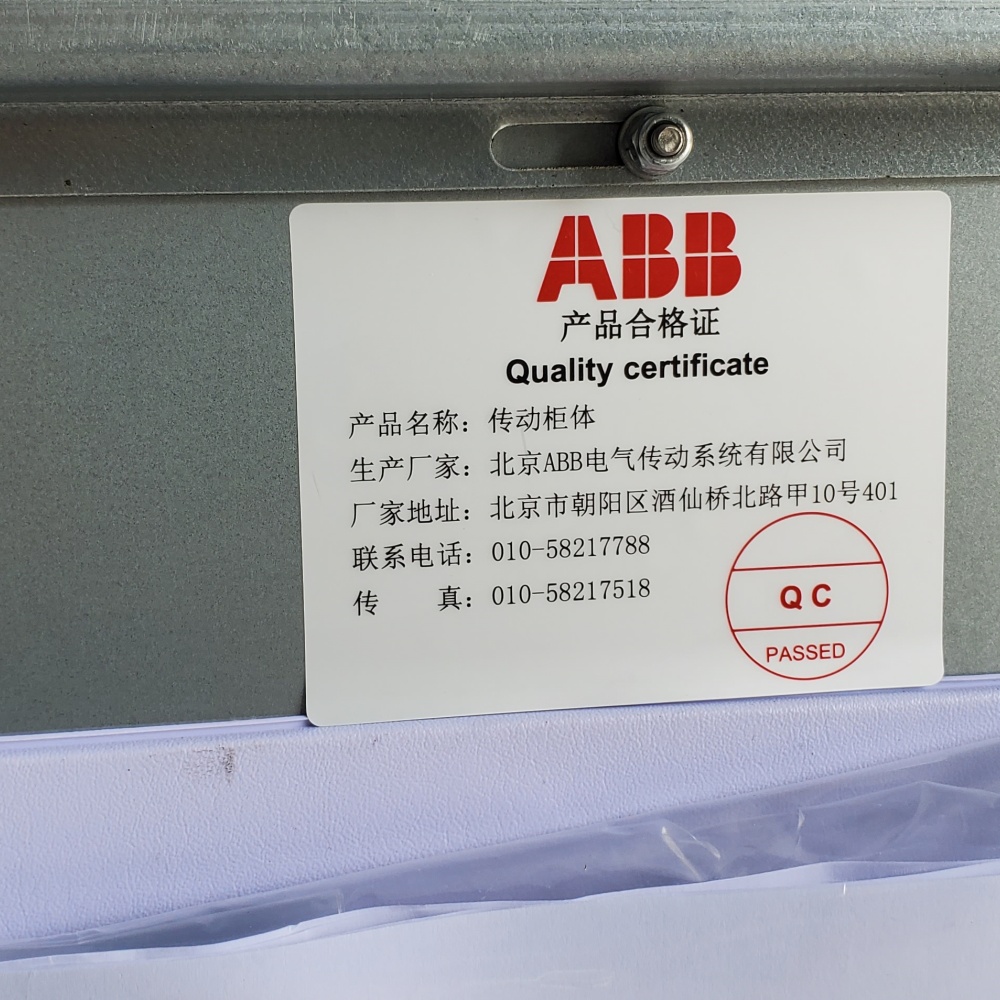 ABB
产品合格证
Quality certificate
产品名称：传动柜体
生产厂家：北京ABB电气传动系统有限公司
厂家地址：北京市朝阳区酒仙桥北路甲10号401
联系电话：010-58217788
传　　真：010-58217518
QC
PASSED